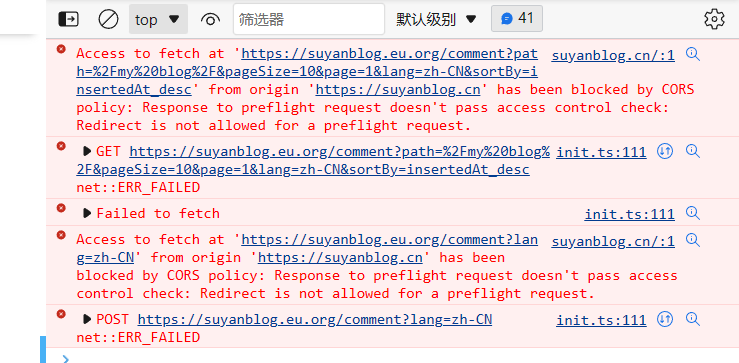 top 筛选器 默认级别 41
Access to fetch at 'https://suyanblog.eu.org/comment?pat suyanblog.cn/:1
h=%2Fmy%20blog%2F&pageSize=10&page=1&lang=zh-CN&sortBy=i
nsertedAt_desc' from origin 'https://suyanblog.cn' has been blocked by CORS
policy: Response to preflight request doesn't pass access control check:
Redirect is not allowed for a preflight request.
GET https://suyanblog.eu.org/comment?path=%2Fmy%20blog% init.ts:111
2F&pageSize=10&page=1&lang=zh-CN&sortBy=insertedAt_desc
net::ERR_FAILED
Failed to fetch init.ts:111
Access to fetch at 'https://suyanblog.eu.org/comment?lan suyanblog.cn/:1
g=zh-CN' from origin 'https://suyanblog.cn' has been
blocked by CORS policy: Response to preflight request doesn't pass access
control check: Redirect is not allowed for a preflight request.
POST https://suyanblog.eu.org/comment?lang=zh-CN init.ts:111
net::ERR_FAILED